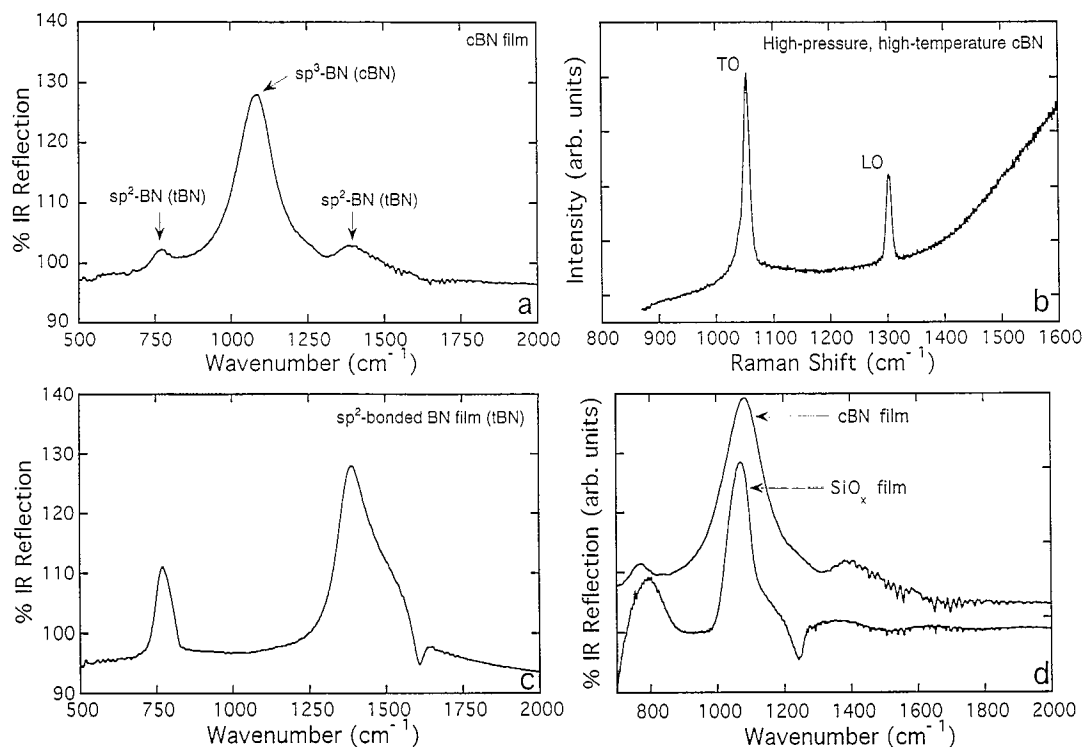 140
130
120
110
100
90
% IR Reflection
cBN film
sp³-BN (cBN)
sp²-BN (tBN)
sp²-BN (tBN)
a
500 750 1000 1250 1500 1750 2000
Wavenumber (cm⁻¹)
Intensity (arb. units)
High-pressure, high-temperature cBN
TO
LO
b
800 900 1000 1100 1200 1300 1400 1500 1600
Raman Shift (cm⁻¹)
140
130
120
110
100
90
% IR Reflection
sp²-bonded BN film (tBN)
c
500 750 1000 1250 1500 1750 2000
Wavenumber (cm⁻¹)
% IR Reflection (arb. units)
cBN film
SiOₓ film
d
800 1000 1200 1400 1600 1800 2000
Wavenumber (cm⁻¹)